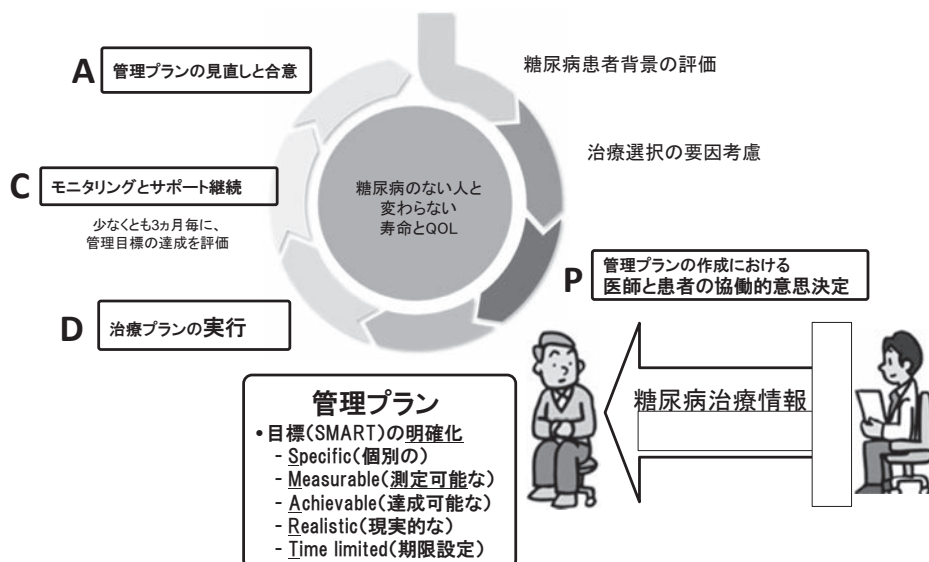 糖尿病患者背景の評価
治療選択の要因考慮
P
管理プランの作成における
医師と患者の協働的意思決定
糖尿病治療情報
管理プラン
•目標(SMART)の明確化
- Specific(個別の)
- Measurable(測定可能な)
- Achievable(達成可能な)
- Realistic(現実的な)
- Time limited(期限設定)
D
治療プランの実行
C
モニタリングとサポート継続
少なくとも3ヵ月毎に、
管理目標の達成を評価
A
管理プランの見直しと合意
糖尿病のない人と
変わらない
寿命とQOL